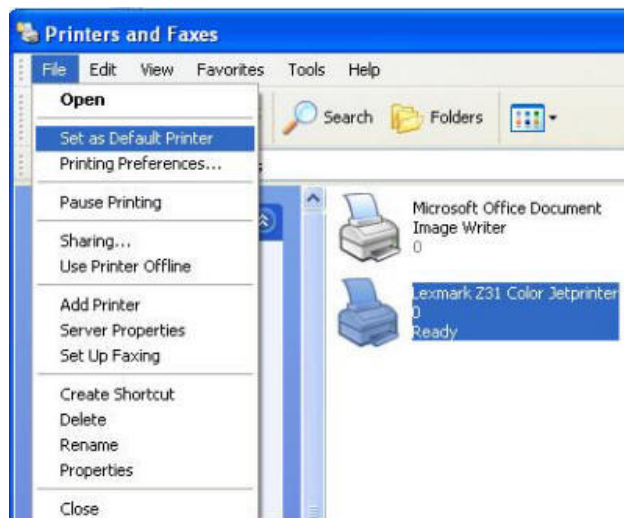 Printers and Faxes
File Edit View Favorites Tools Help
Search Folders
Open
Set as Default Printer
Printing Preferences...
Pause Printing
Sharing...
Use Printer Offline
Add Printer
Server Properties
Set Up Faxing
Create Shortcut
Delete
Rename
Properties
Close
Microsoft Office Document
Image Writer
0
Lexmark Z31 Color Jetprinter
0
Ready